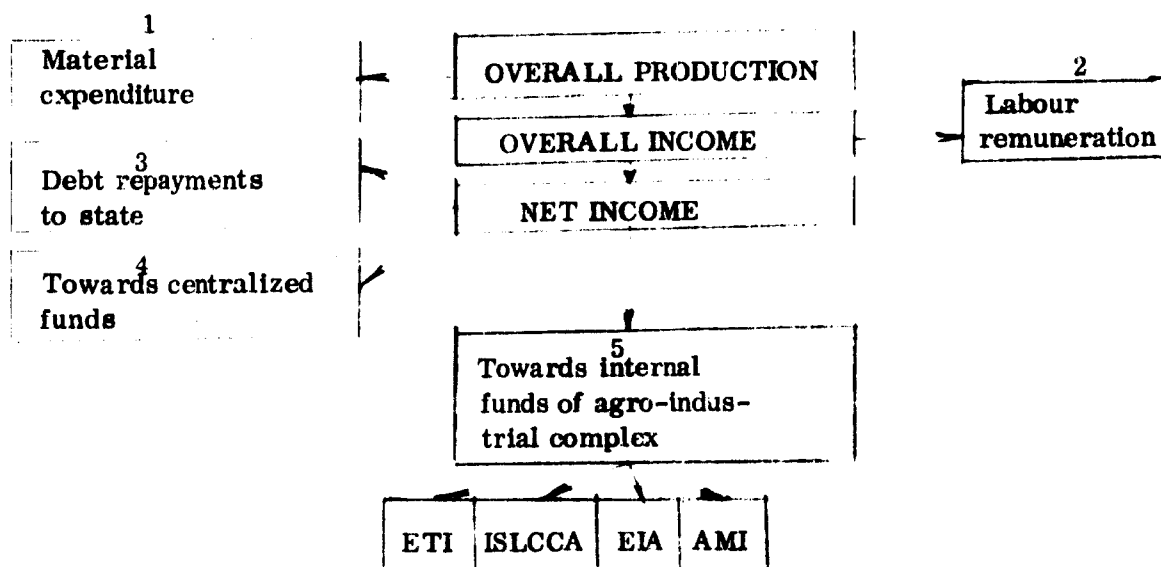 1
Material
expenditure
OVERALL PRODUCTION
2
Labour
remuneration
OVERALL INCOME
3
Debt repayments
to state
NET INCOME
4
Towards centralized
funds
5
Towards internal
funds of agro-indus-
trial complex
ETI ISLCCA EIA AMI